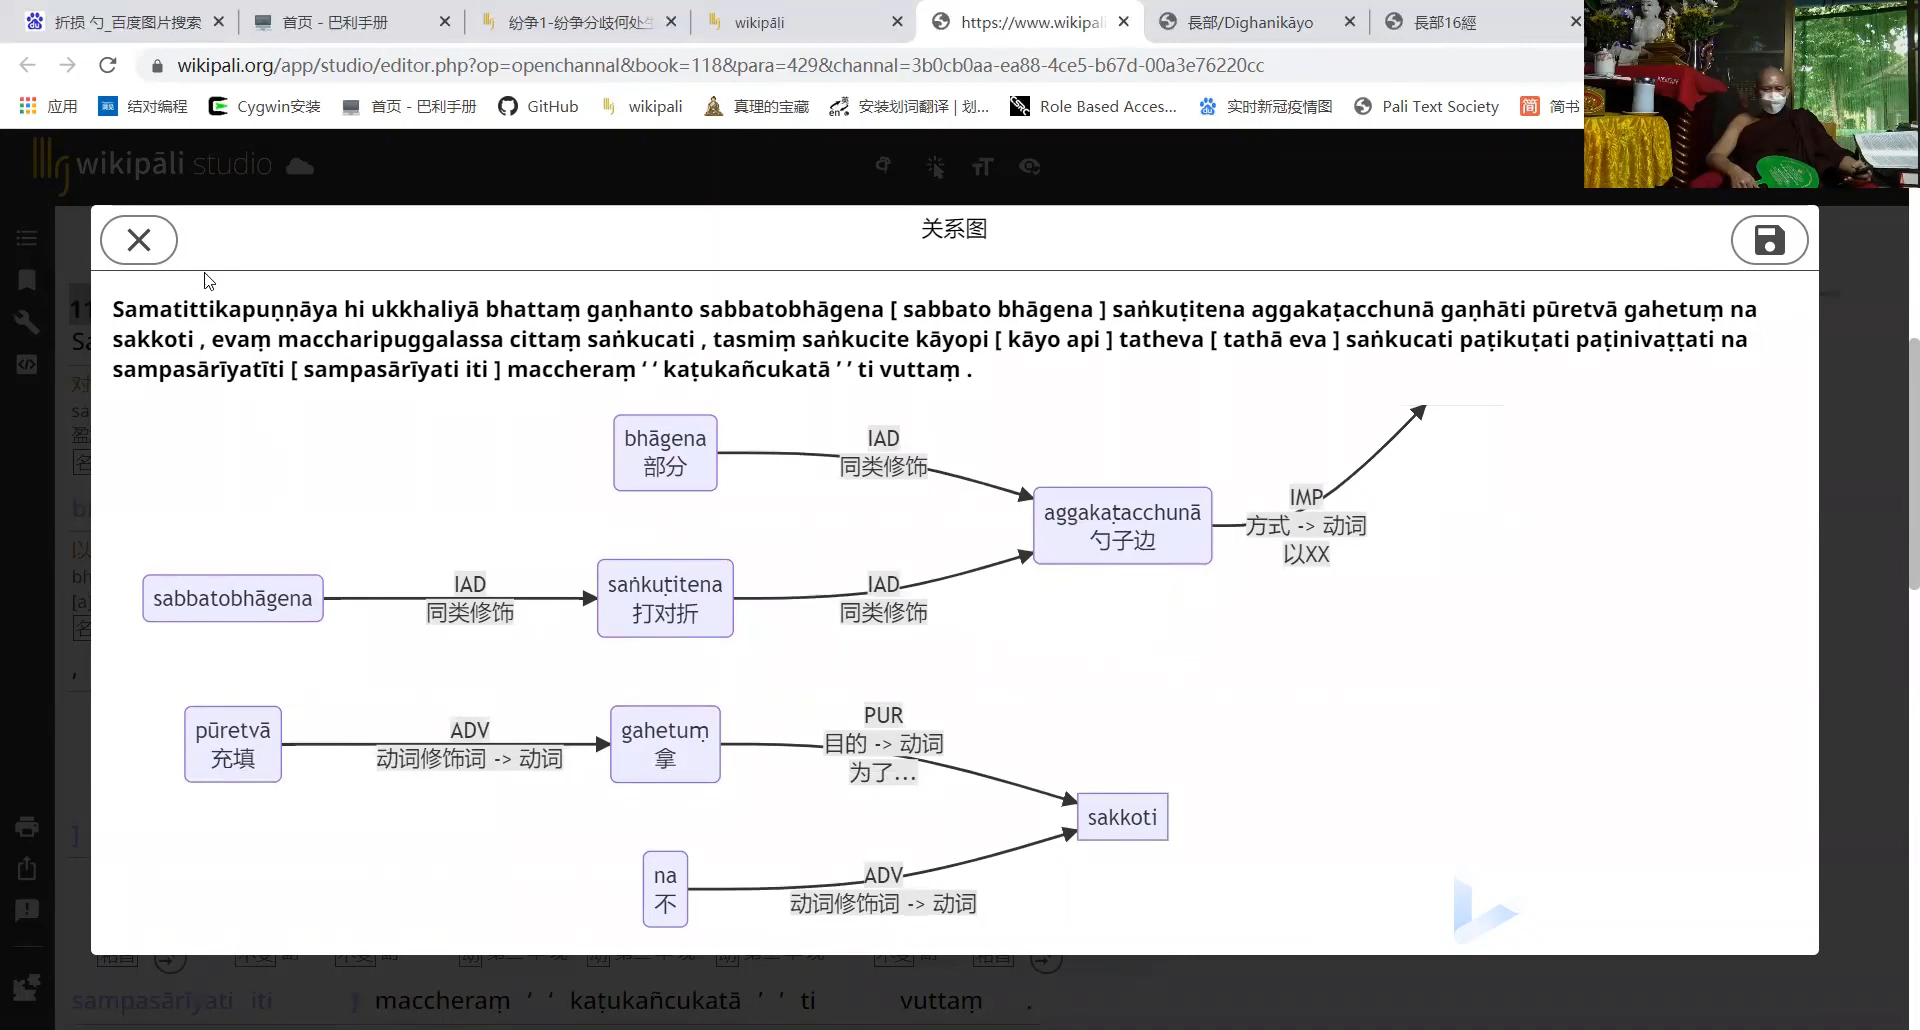 折损 勺_百度图片搜索
首页 - 巴利手册
纷争1-纷争分歧何处
wikipāḷi
https://www.wikipali
長部/Dīghanikāyo
長部16經
wikipali.org/app/studio/editor.php?op=openchannal&book=118&para=429&channal=3b0cb0aa-ea88-4ce5-b67d-00a3e76220cc
应用
结对编程
Cygwin安装
首页 - 巴利手册
GitHub
wikipali
真理的宝藏
安装划词翻译 | 划...
Role Based Acces...
实时新冠疫情图
Pali Text Society
简书
wikipāli studio
关系图
Samatittikapuṇṇāya hi ukkhaliyā bhattaṃ gaṇhanto sabbatobhāgena [ sabbato bhāgena ] saṅkuṭitena aggakaṭacchunā gaṇhāti pūretvā gahetuṃ na
sakkoti , evaṃ maccharipuggalassa cittaṃ saṅkucati , tasmiṃ saṅkucite kāyopi [ kāyo api ] tatheva [ tathā eva ] saṅkucati paṭikuṭati paṭinivaṭṭati na
sampasārīyatīti [ sampasārīyati iti ] maccheraṃ ‘ ‘ kaṭukañcukatā ’ ’ ti vuttaṃ .
bhāgena
部分
IAD
同类修饰
aggakaṭacchunā
勺子边
IMP
方式 -> 动词
以XX
sabbatobhāgena
IAD
同类修饰
saṅkuṭitena
打对折
IAD
同类修饰
pūretvā
充填
ADV
动词修饰词 -> 动词
gahetuṃ
拿
PUR
目的 -> 动词
为了...
sakkoti
na
不
ADV
动词修饰词 -> 动词
sampasārīyati iti ] maccheraṃ ‘ ‘ kaṭukañcukatā ’ ’ ti vuttaṃ .